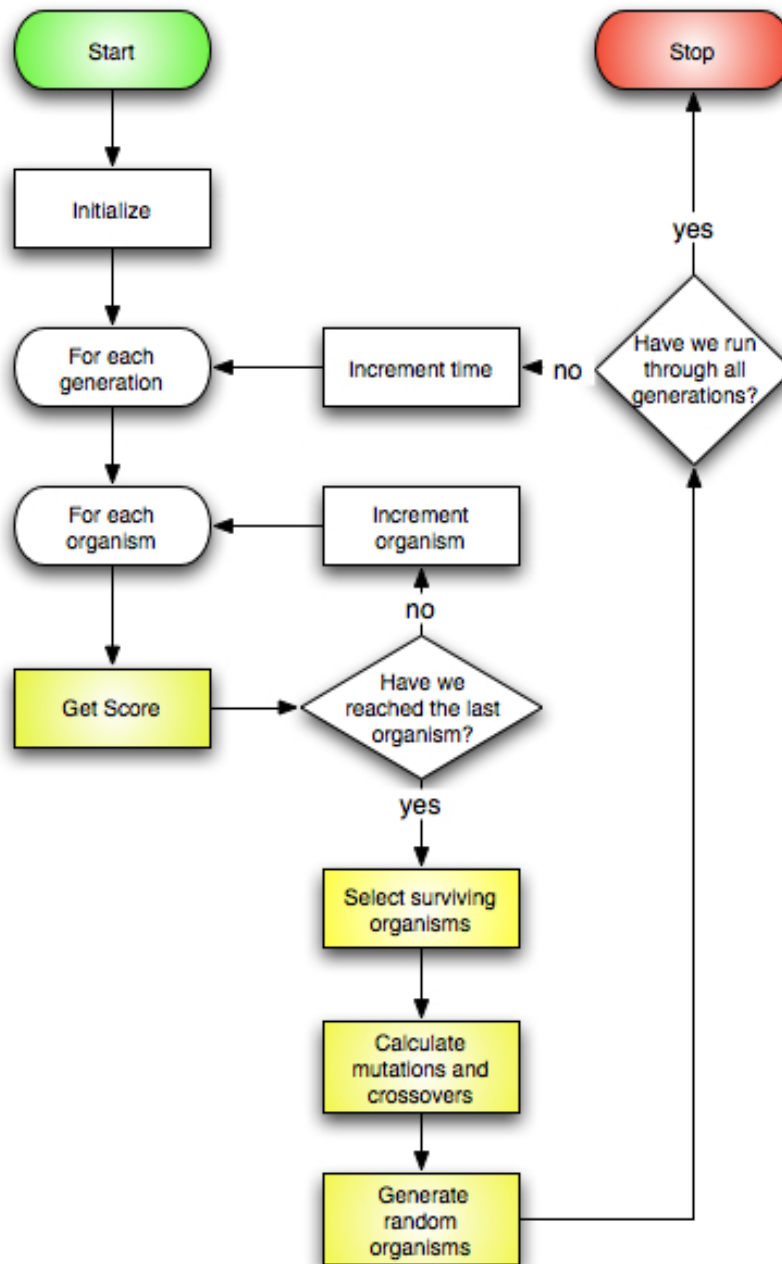 Start
Stop
Initialize
yes
For each
generation
Increment time
no
Have we run
through all
generations?
For each
organism
Increment
organism
no
Get Score
Have we
reached the last
organism?
yes
Select surviving
organisms
Calculate
mutations and
crossovers
Generate
random
organisms